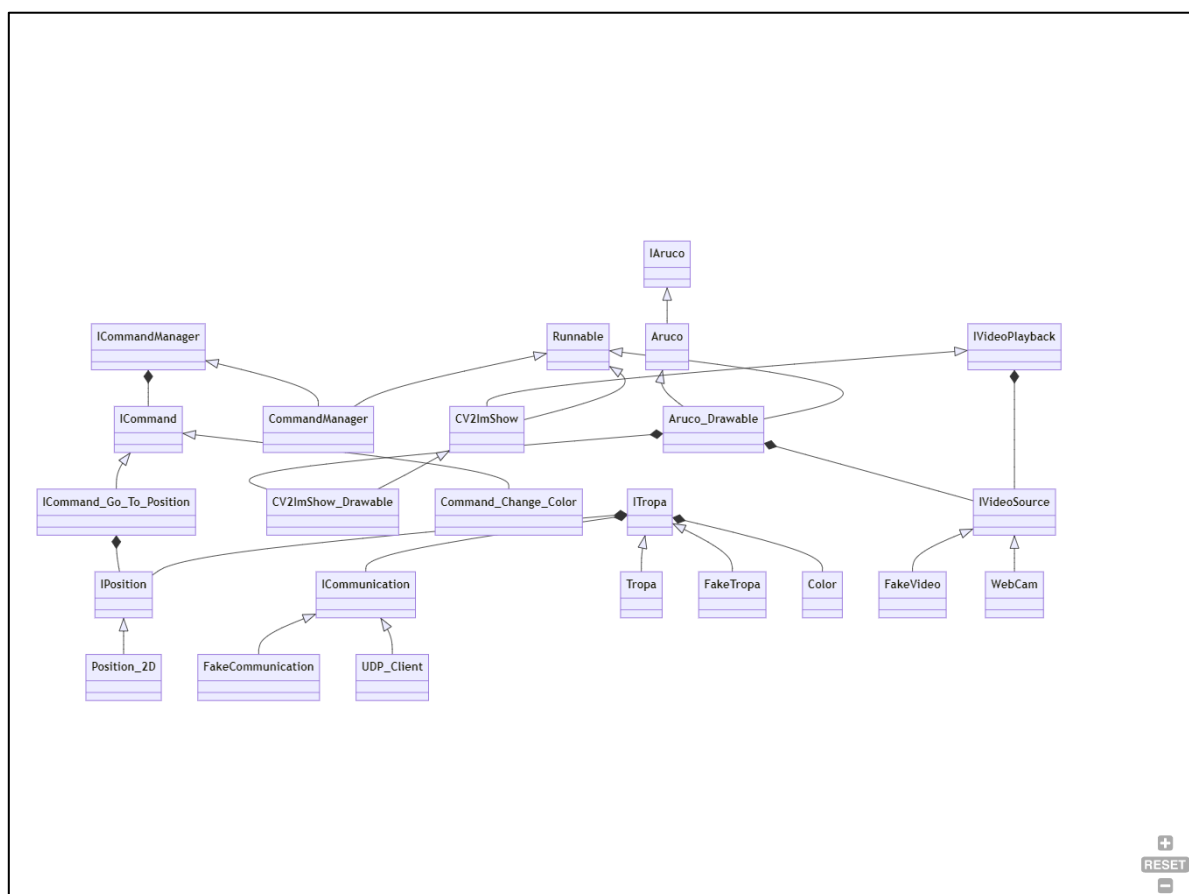 IAruco
ICommandManager
Runnable
Aruco
IVideoPlayback
ICommand
CommandManager
CV2ImShow
Aruco_Drawable
ICommand_Go_To_Position
CV2ImShow_Drawable
Command_Change_Color
ITropa
IVideoSource
IPosition
ICommunication
Tropa
FakeTropa
Color
FakeVideo
WebCam
Position_2D
FakeCommunication
UDP_Client
+
RESET
−